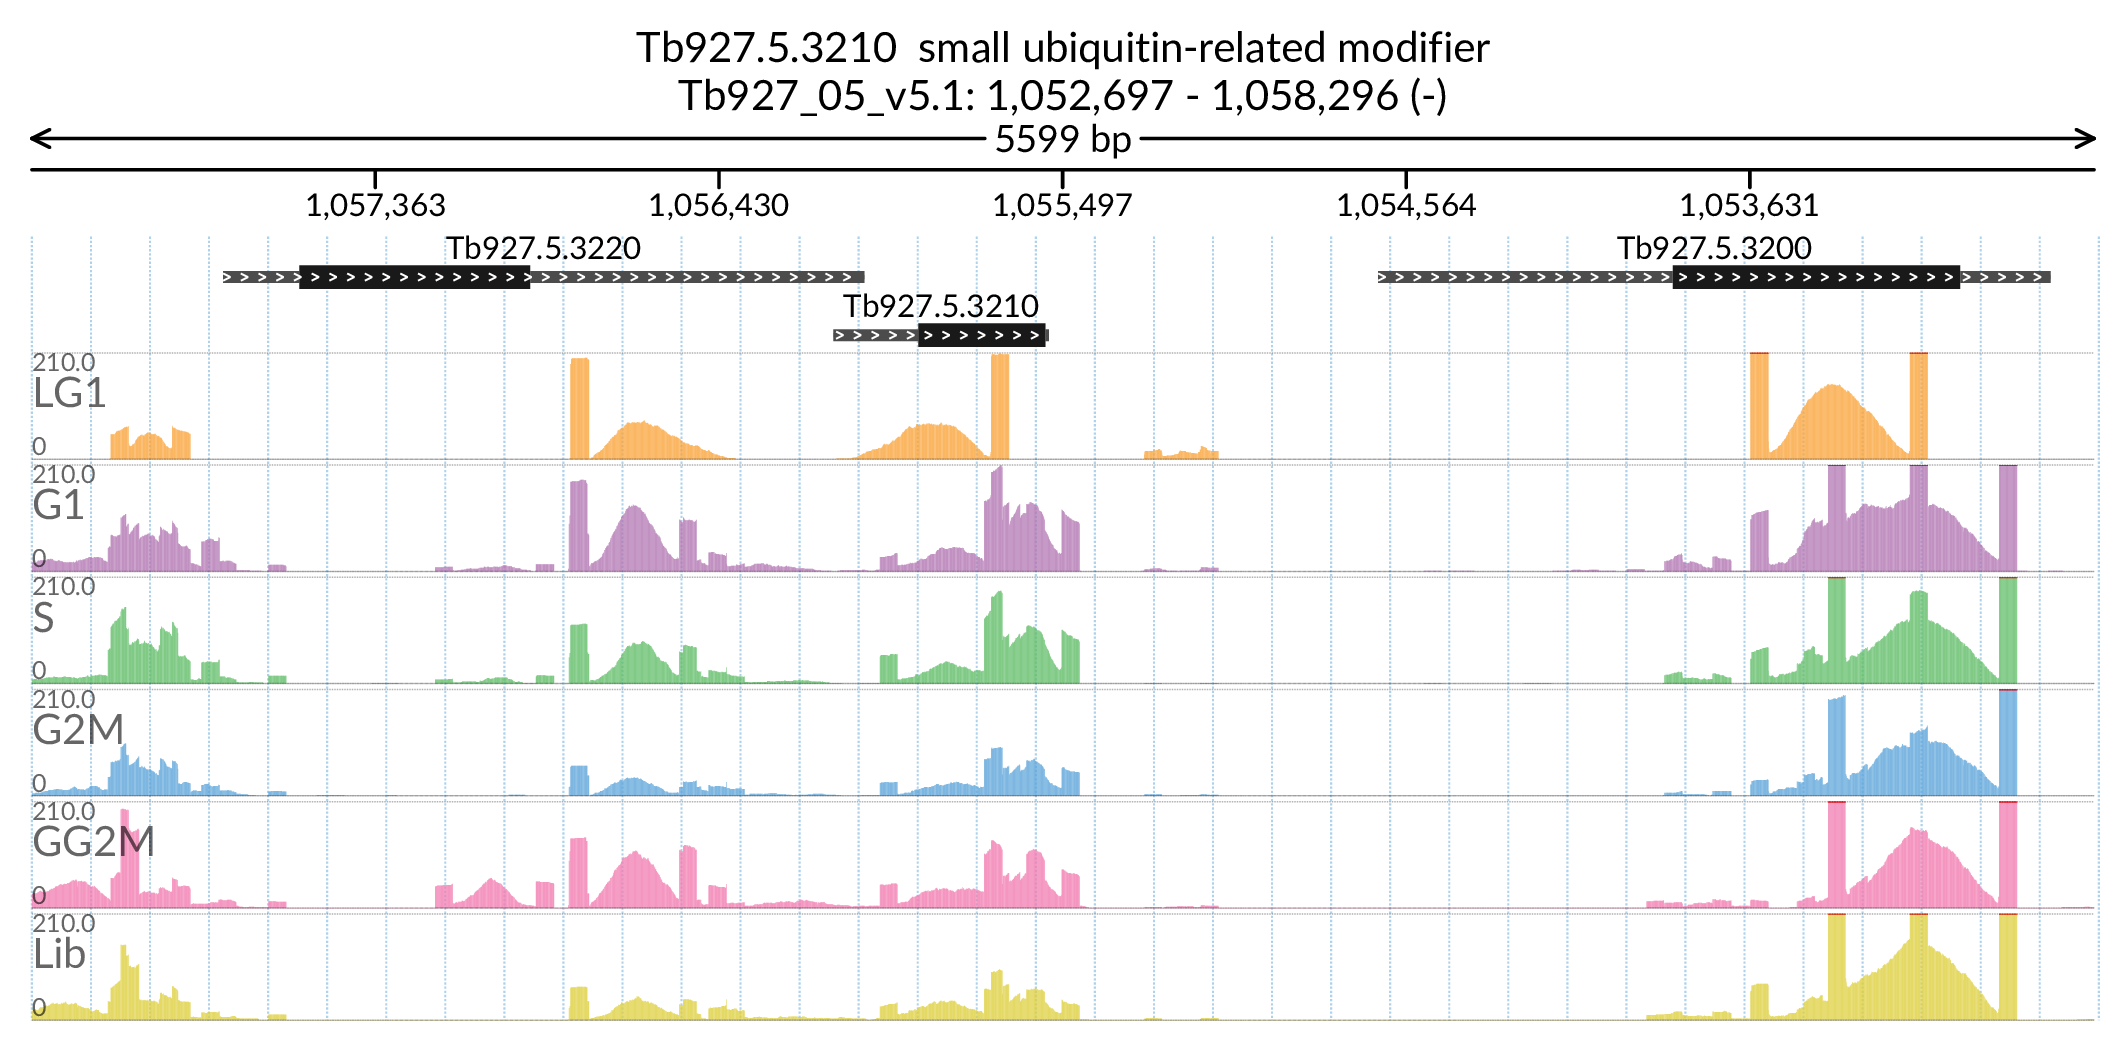 Tb927.5.3210 small ubiquitin-related modifier
Tb927_05_v5.1: 1,052,697 - 1,058,296 (-)
5599 bp
1,057,363 1,056,430 1,055,497 1,054,564 1,053,631
Tb927.5.3220 Tb927.5.3200
Tb927.5.3210
210.0
LG1
0
210.0
G1
0
210.0
S
0
210.0
G2M
0
210.0
GG2M
0
210.0
Lib
0